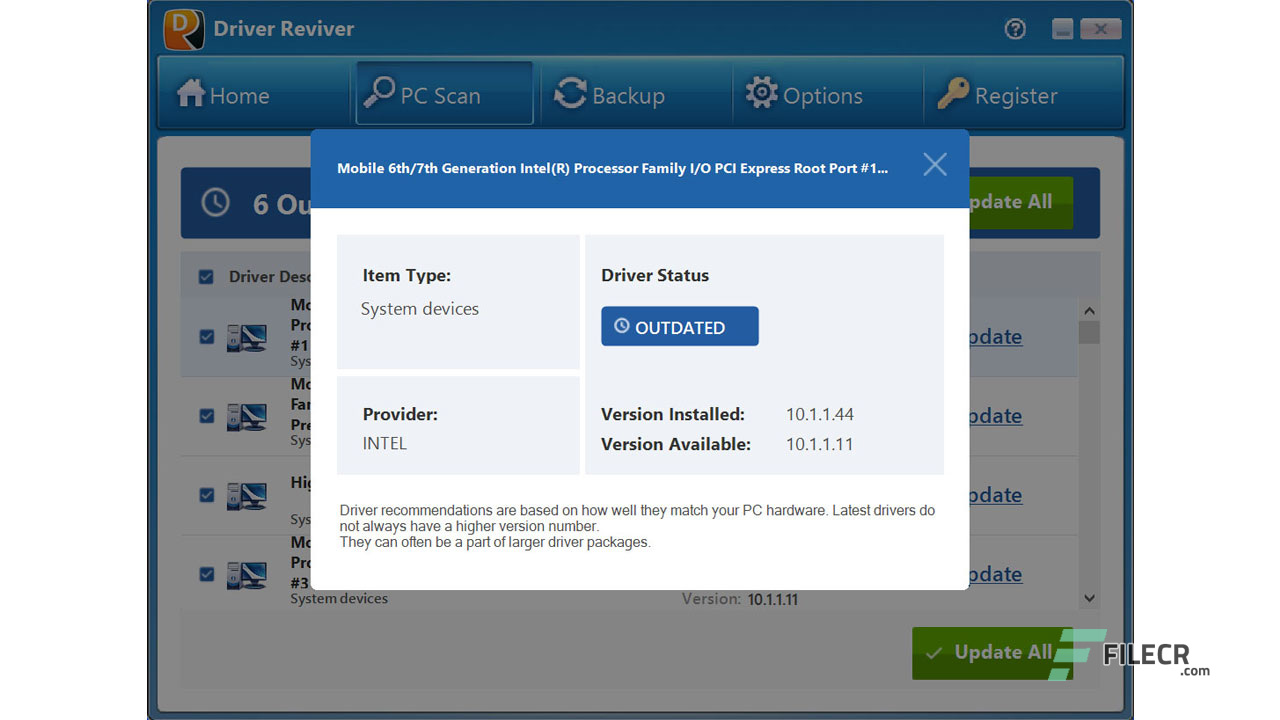 Driver Reviver
Home
PC Scan
Backup
Options
Register
Mobile 6th/7th Generation Intel(R) Processor Family I/O PCI Express Root Port #1...
6 Ou
pdate All
Item Type:
System devices
Driver Status
OUTDATED
Provider:
INTEL
Version Installed: 10.1.1.44
Version Available: 10.1.1.11
Driver recommendations are based on how well they match your PC hardware. Latest drivers do
not always have a higher version number.
They can often be a part of larger driver packages.
Driver Desc
Mo
Pro
#1
Sys
pdate
Mo
Fam
Pre
Sys
pdate
Hig
Sys
pdate
Mo
Pro
#3
System devices
Version: 10.1.1.11
pdate
Update All
FILECR
.com